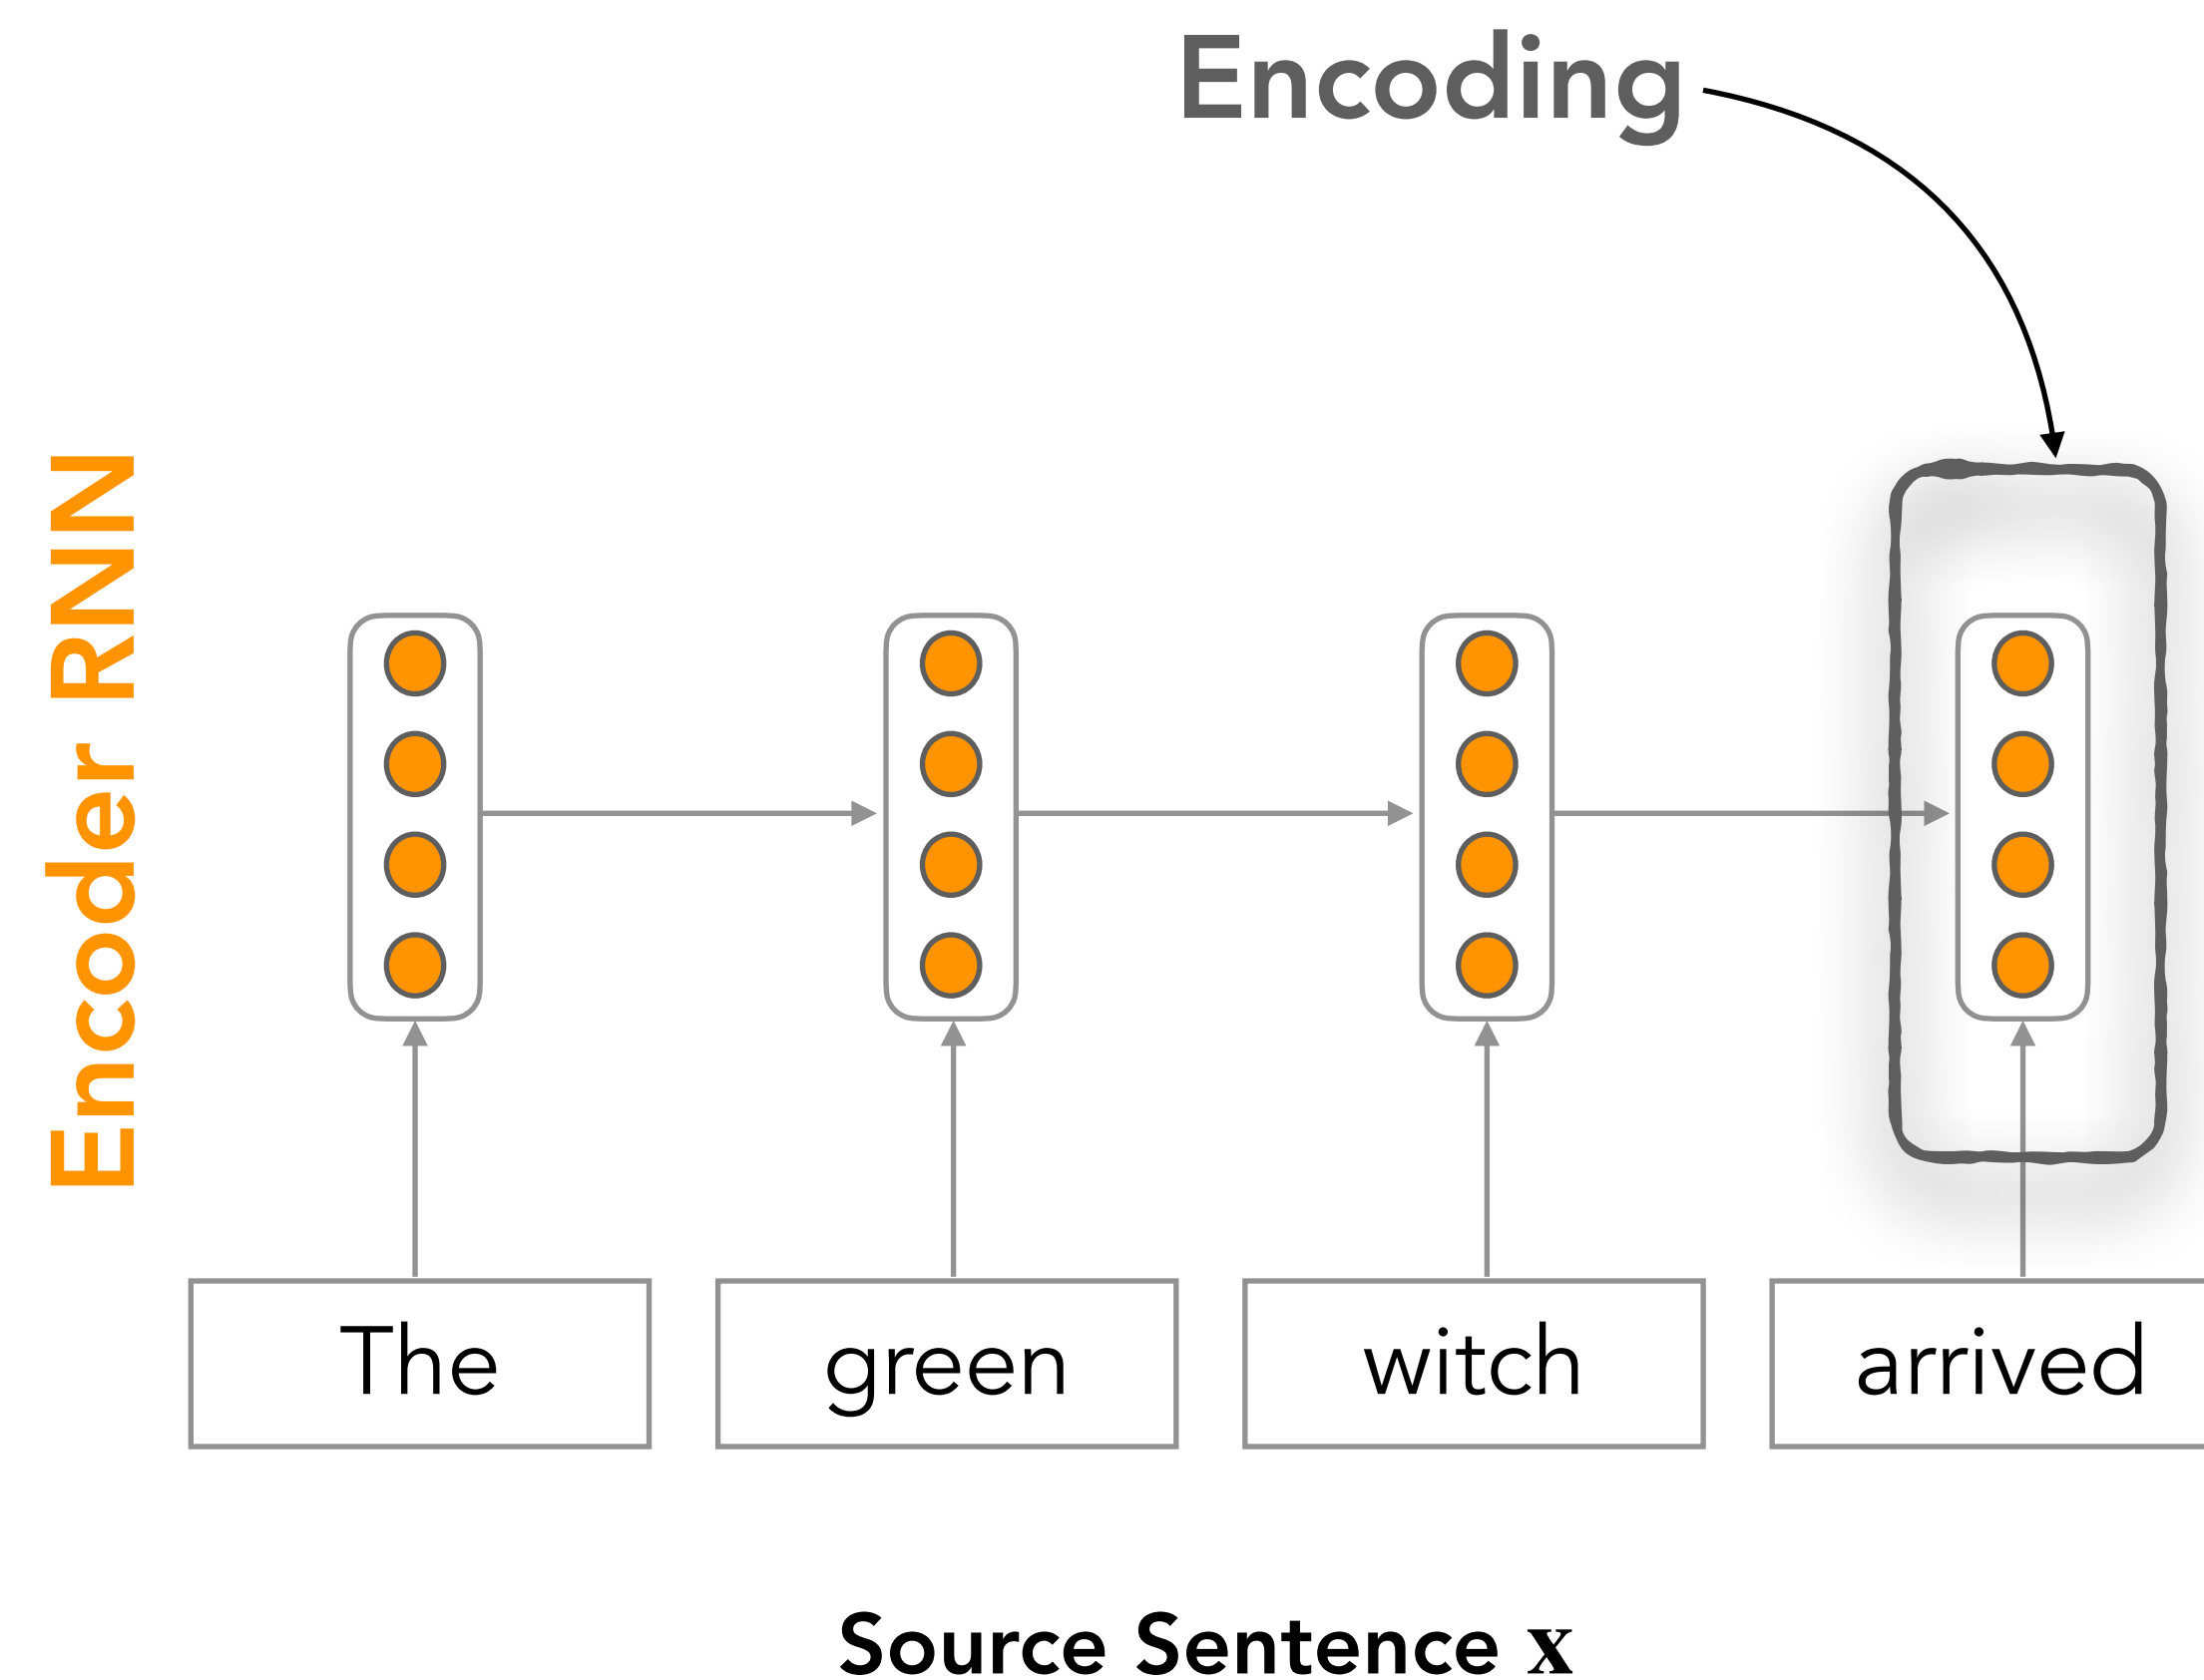 Encoding
Encoder RNN
The
green
witch
arrived
Source Sentence x